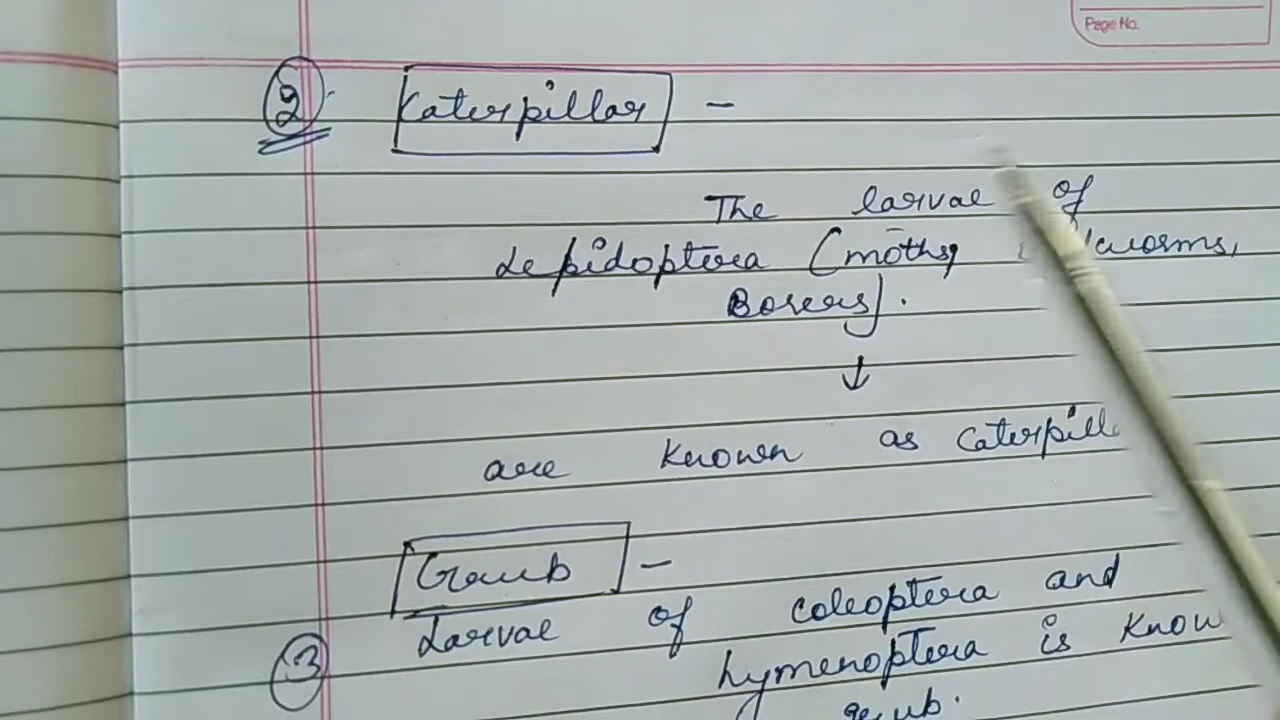 Page No.
2 Caterpillar -
The larvae of
Lepidoptera (moths, worms,
Borers).
↓
are known as Caterpill
Grub -
3 Larvae of coleoptera and
hymenoptera is know
grub.